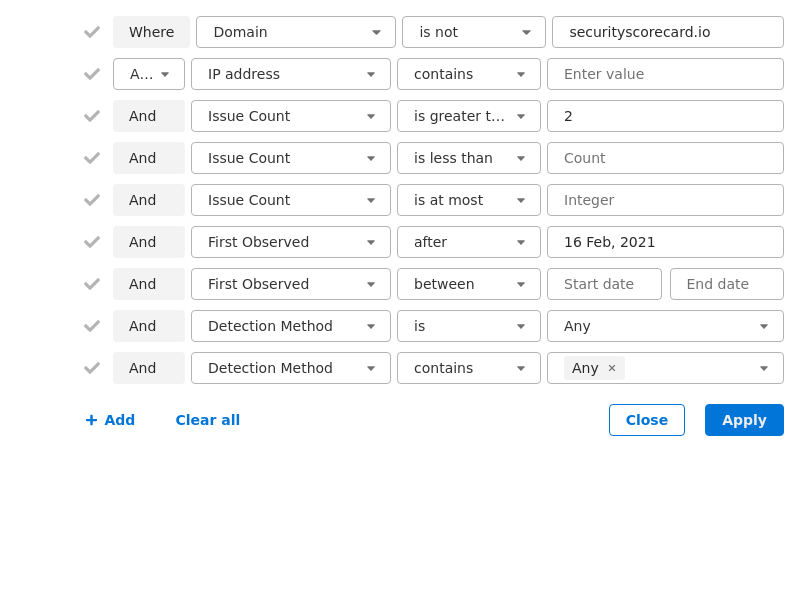 Where Domain is not securityscorecard.io
A... IP address contains Enter value
And Issue Count is greater t... 2
And Issue Count is less than Count
And Issue Count is at most Integer
And First Observed after 16 Feb, 2021
And First Observed between Start date End date
And Detection Method is Any
And Detection Method contains Any ×
+ Add Clear all Close Apply